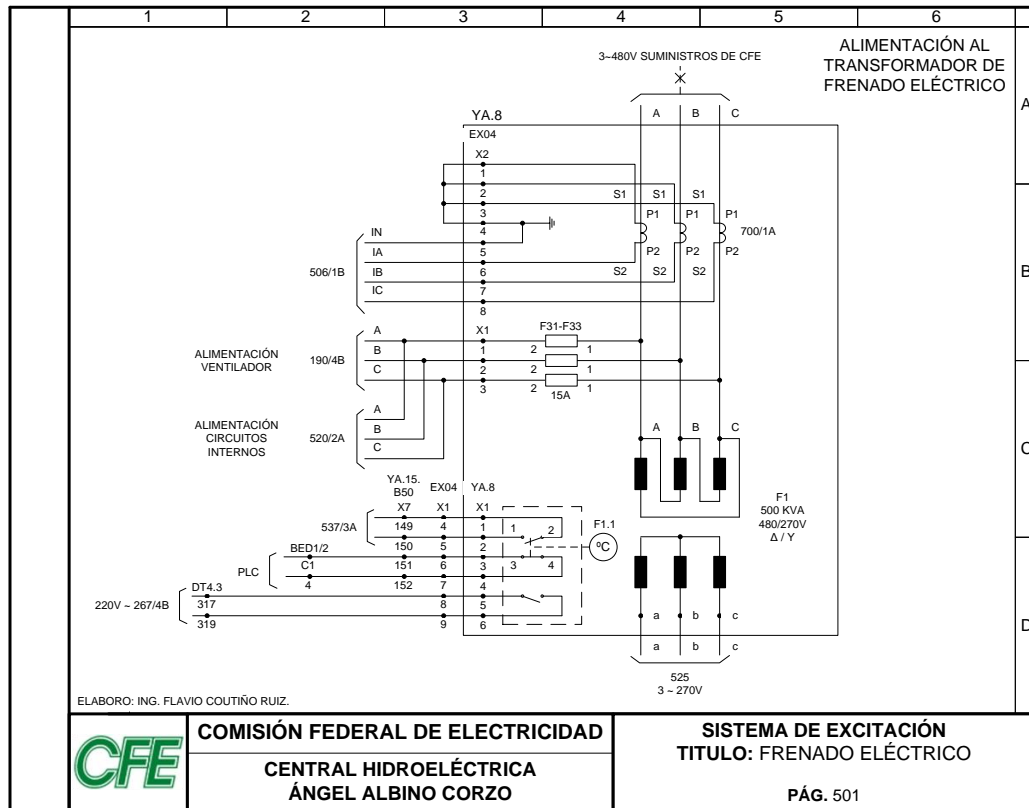 1 2 3 4 5 6
ALIMENTACIÓN AL
TRANSFORMADOR DE
FRENADO ELÉCTRICO
3~480V SUMINISTROS DE CFE
A
A B C
YA.8
EX04
X2
1
2
3
4
5
6
7
8
S1 S1 S1
P1 P1 P1
700/1A
P2 P2 P2
S2 S2 S2
IN
IA
506/1B
IB
IC
B
A
B
C
ALIMENTACIÓN
VENTILADOR
190/4B
X1
1
2
3
F31-F33
2 1
2 1
2 1
15A
A
B
C
ALIMENTACIÓN
CIRCUITOS
INTERNOS
520/2A
A B C
C
F1
500 KVA
480/270V
Δ / Y
YA.15.
B50
EX04 YA.8
X7 X1 X1
537/3A
149 4 1
150 5 2
151 6 3
152 7 4
8 5
9 6
1 2
3 4
F1.1
ºC
BED1/2
C1
4
PLC
DT4.3
317
319
220V ~ 267/4B
D
a b c
a b c
525
3 ~ 270V
ELABORO: ING. FLAVIO COUTIÑO RUIZ.
CFE
COMISIÓN FEDERAL DE ELECTRICIDAD
CENTRAL HIDROELÉCTRICA
ÁNGEL ALBINO CORZO
SISTEMA DE EXCITACIÓN
TITULO: FRENADO ELÉCTRICO
PÁG. 501